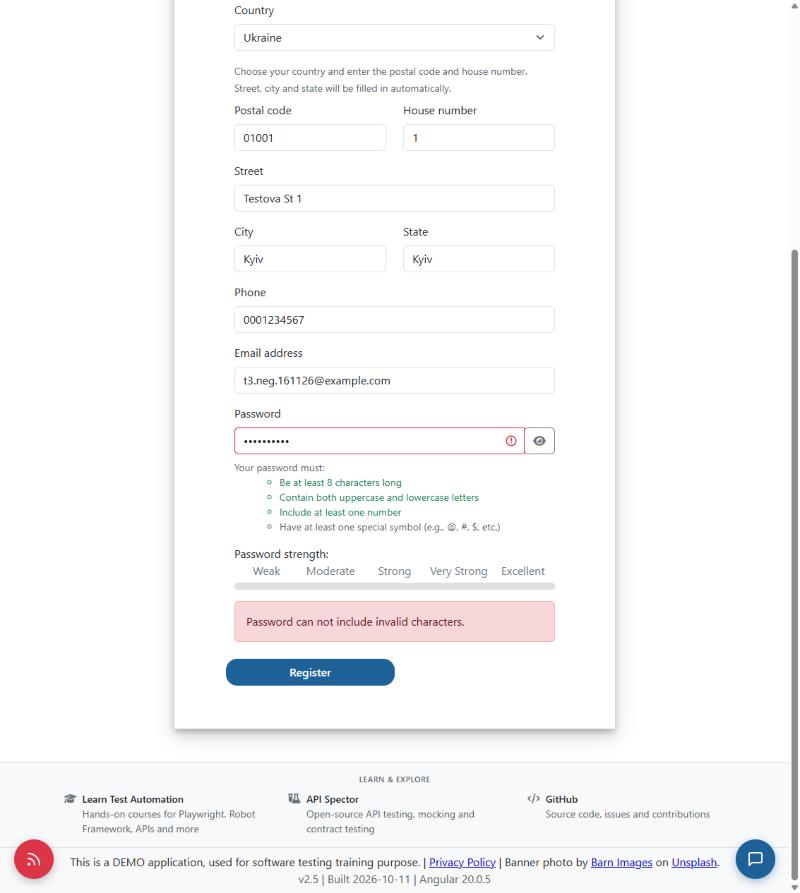 Country
Ukraine
Choose your country and enter the postal code and house number.
Street, city and state will be filled in automatically.
Postal code
House number
01001
1
Street
Testova St 1
City
State
Kyiv
Kyiv
Phone
0001234567
Email address
t3.neg.161126@example.com
Password
••••••••••
Your password must:
Be at least 8 characters long
Contain both uppercase and lowercase letters
Include at least one number
Have at least one special symbol (e.g., @, #, $, etc.)
Password strength:
Weak Moderate Strong Very Strong Excellent
Password can not include invalid characters.
Register
LEARN & EXPLORE
Learn Test Automation
Hands-on courses for Playwright, Robot
Framework, APIs and more
API Spector
Open-source API testing, mocking and
contract testing
GitHub
Source code, issues and contributions
This is a DEMO application, used for software testing training purpose. | Privacy Policy | Banner photo by Barn Images on Unsplash.
v2.5 | Built 2026-10-11 | Angular 20.0.5